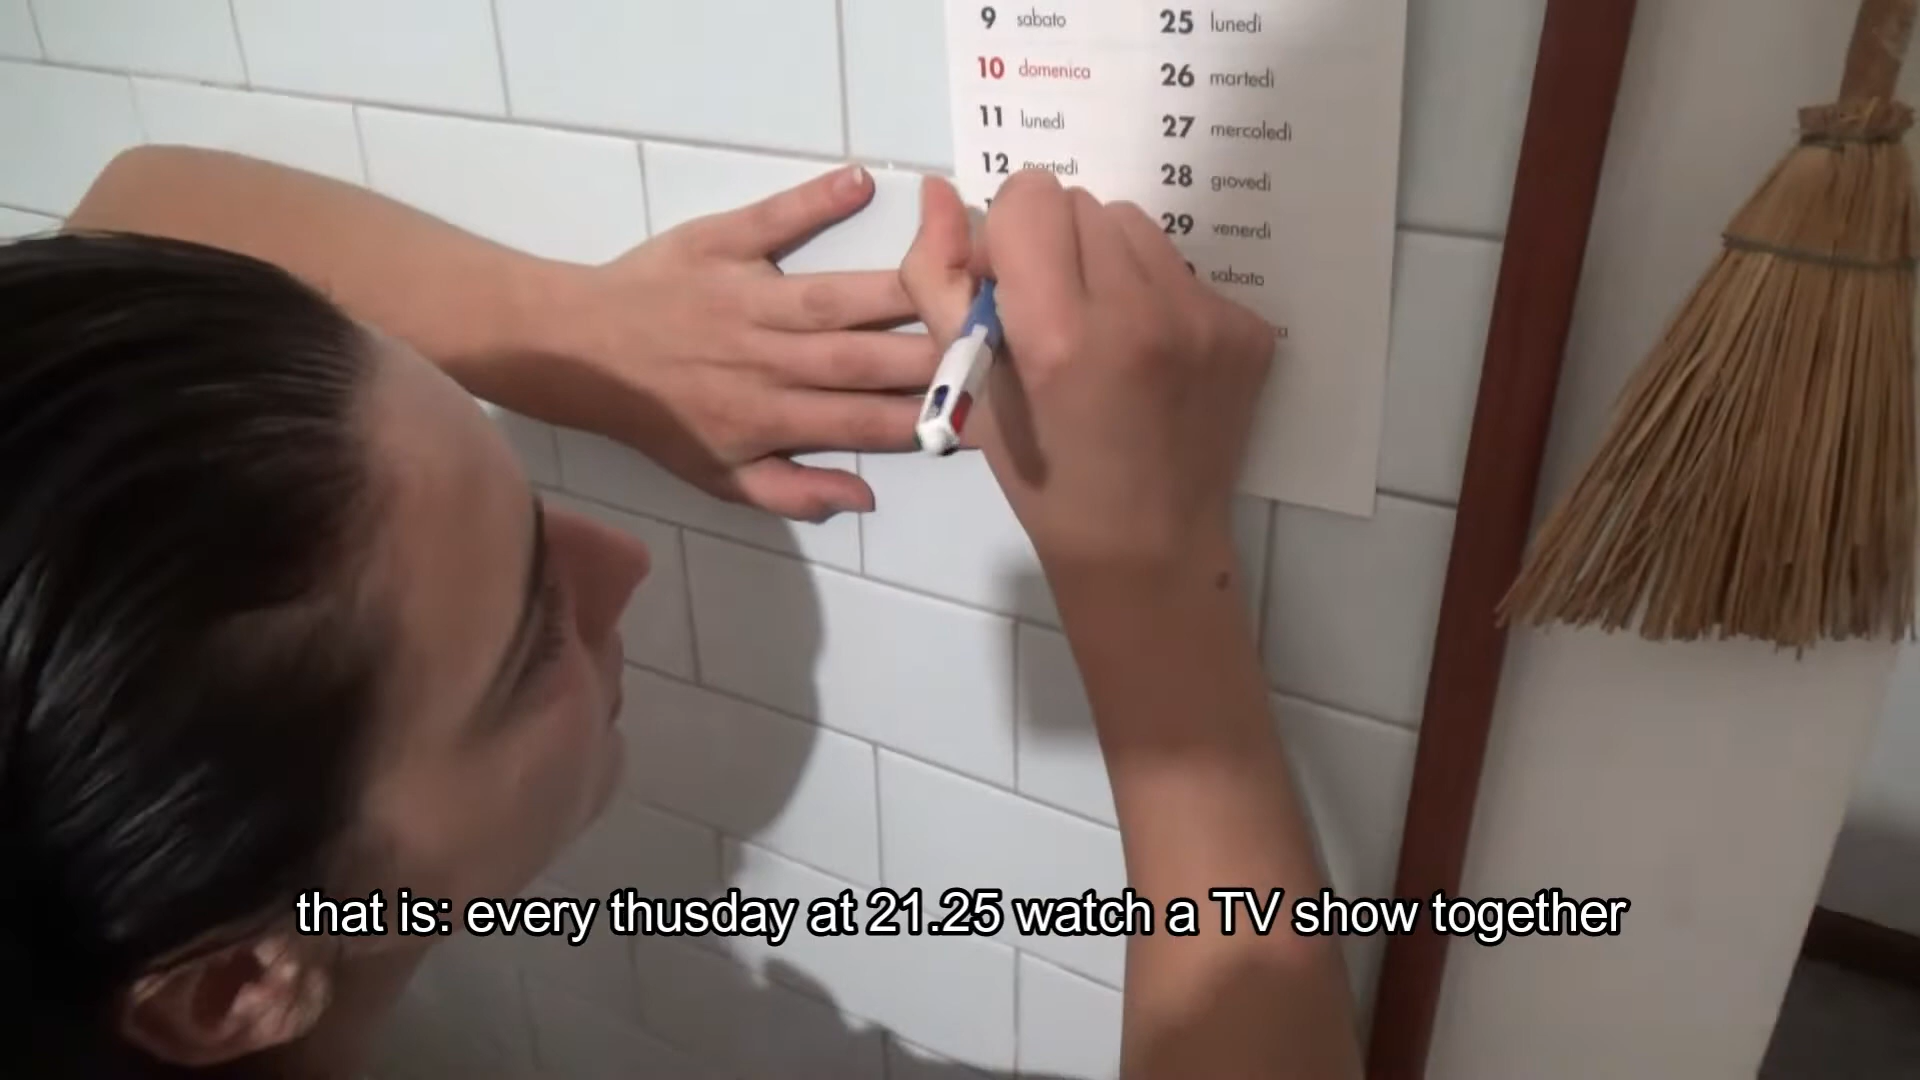 9 sabato
10 domenica
11 lunedì
12 martedì
25 lunedì
26 martedì
27 mercoledì
28 giovedì
29 venerdì
sabato
that is: every thusday at 21.25 watch a TV show together